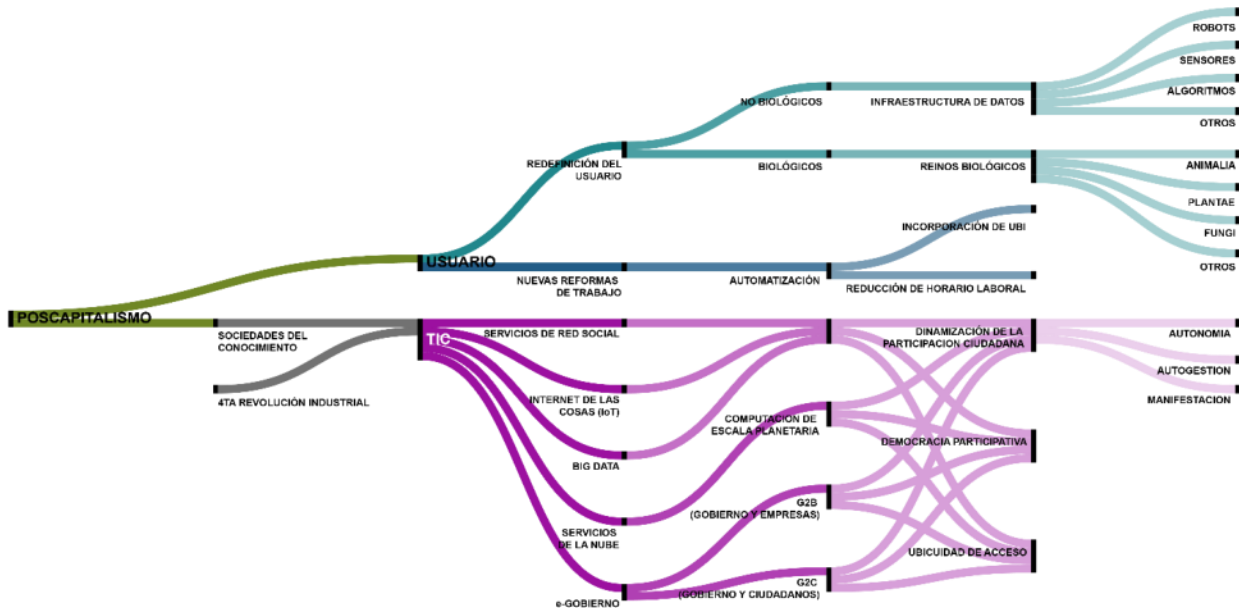 ROBOTS
SENSORES
ALGORITMOS
OTROS
NO BIOLÓGICOS
INFRAESTRUCTURA DE DATOS
REDEFINICIÓN DEL
USUARIO
BIOLÓGICOS
REINOS BIOLÓGICOS
ANIMALIA
PLANTAE
FUNGI
OTROS
INCORPORACIÓN DE UBI
USUARIO
NUEVAS REFORMAS
DE TRABAJO
AUTOMATIZACIÓN
REDUCCIÓN DE HORARIO LABORAL
POSCAPITALISMO
SOCIEDADES DEL
CONOCIMIENTO
TIC
SERVICIOS DE RED SOCIAL
DINAMIZACIÓN DE LA
PARTICIPACION CIUDADANA
AUTONOMIA
AUTOGESTION
MANIFESTACION
4TA REVOLUCIÓN INDUSTRIAL
INTERNET DE LAS
COSAS (IoT)
COMPUTACION DE
ESCALA PLANETARIA
DEMOCRACIA PARTICIPATIVA
BIG DATA
G2B
(GOBIERNO Y EMPRESAS)
SERVICIOS
DE LA NUBE
UBICUIDAD DE ACCESO
G2C
(GOBIERNO Y CIUDADANOS)
e-GOBIERNO